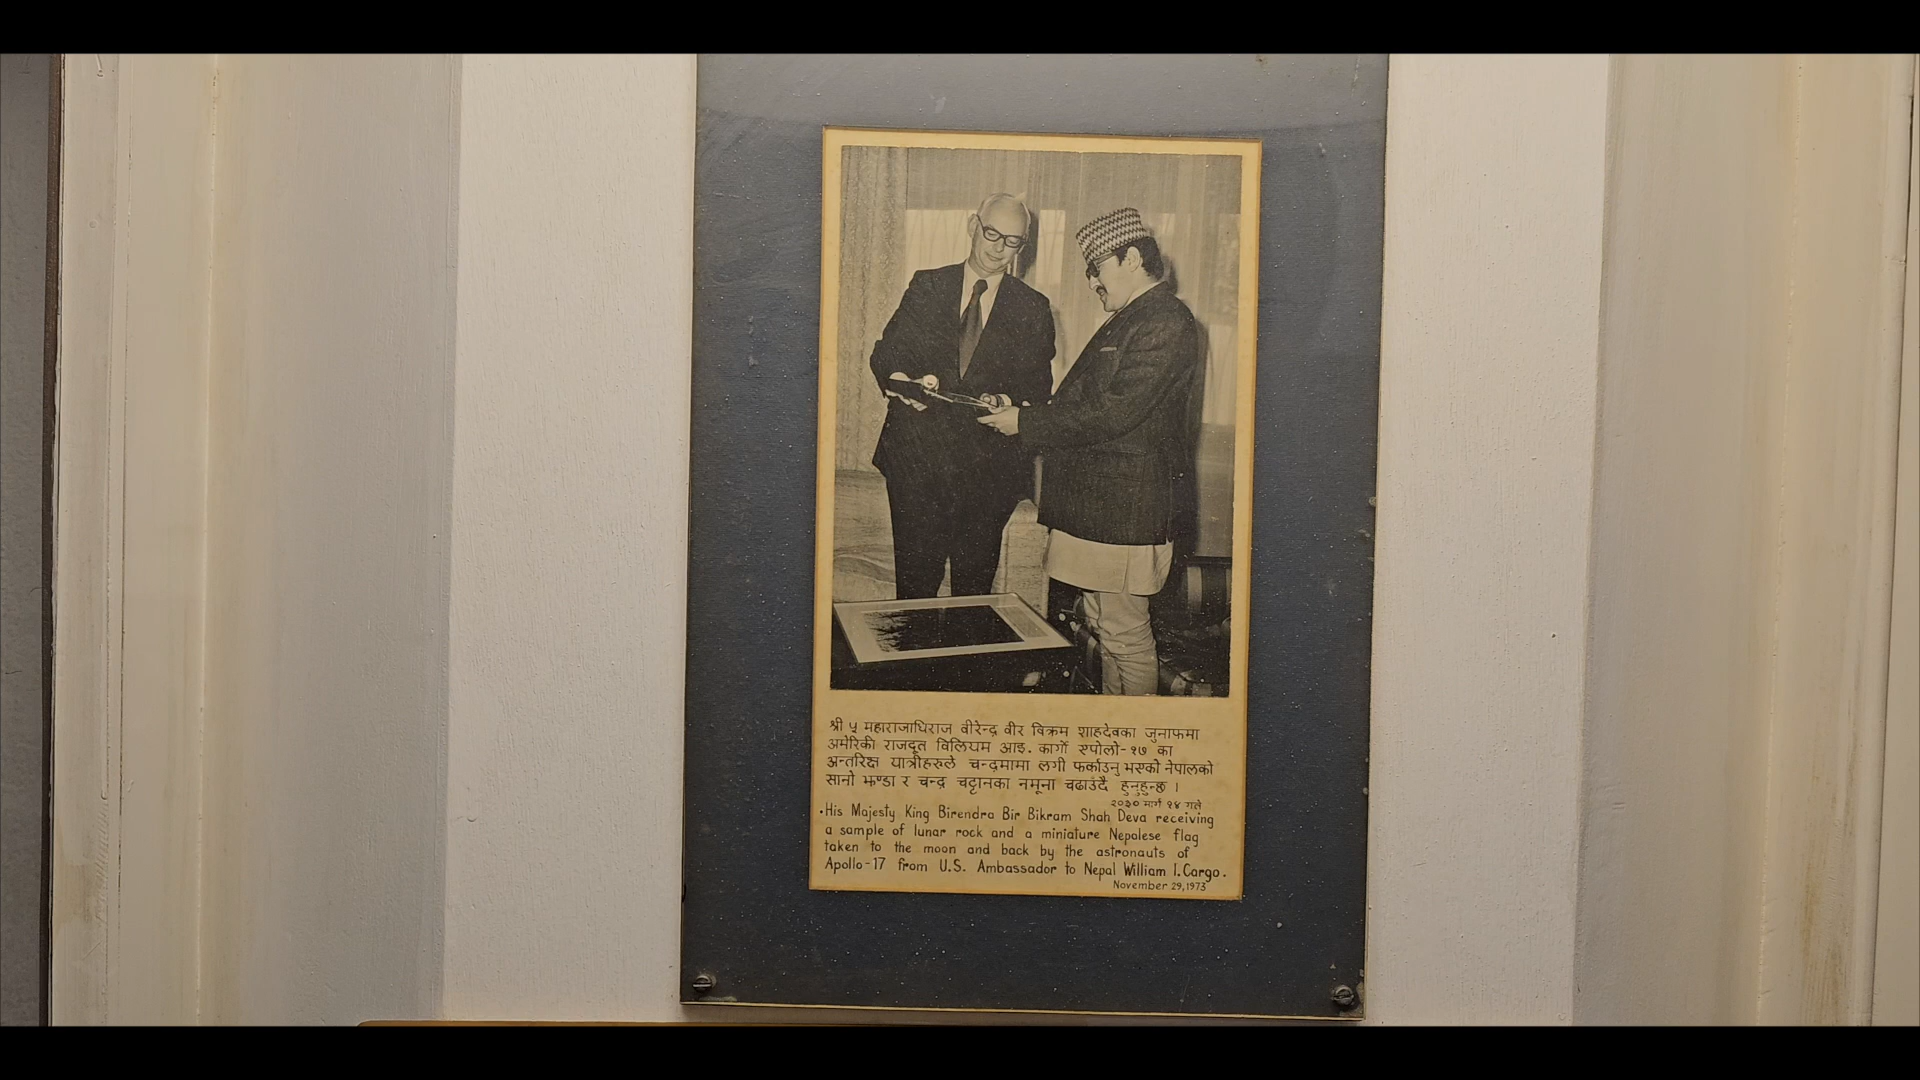 श्री ५ महाराजाधिराज वीरेन्द्र वीर विक्रम शाहदेवका जुनाफमा
अमेरिकी राजदूत विलियम आइ. कार्गो एपोलो-१७ का
अन्तरिक्ष यात्रीहरुले चन्द्रमामा लगी फर्काउनु भएको नेपालको
सानो झण्डा र चन्द्र चट्टानका नमूना चढाउँदै हुनुहुन्छ ।
२०३० मार्ग १४ गते
His Majesty King Birendra Bir Bikram Shah Deva receiving
a sample of lunar rock and a miniature Nepalese flag
taken to the moon and back by the astronauts of
Apollo-17 from U.S. Ambassador to Nepal William I. Cargo.
November 29, 1973